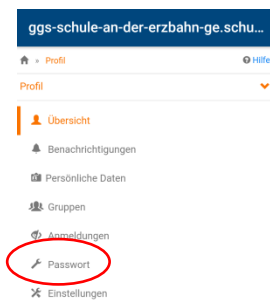 ggs-schule-an-der-erzbahn-ge.schu...
» Profil Hilfe
Profil
Übersicht
Benachrichtigungen
Persönliche Daten
Gruppen
Anmeldungen
Passwort
Einstellungen